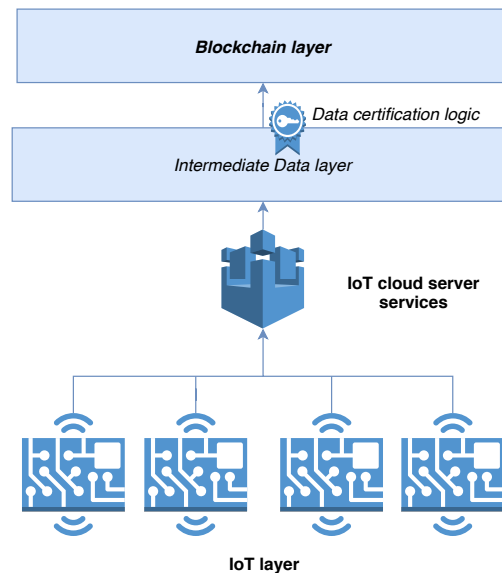 Blockchain layer
Data certification logic
Intermediate Data layer
IoT cloud server
services
IoT layer